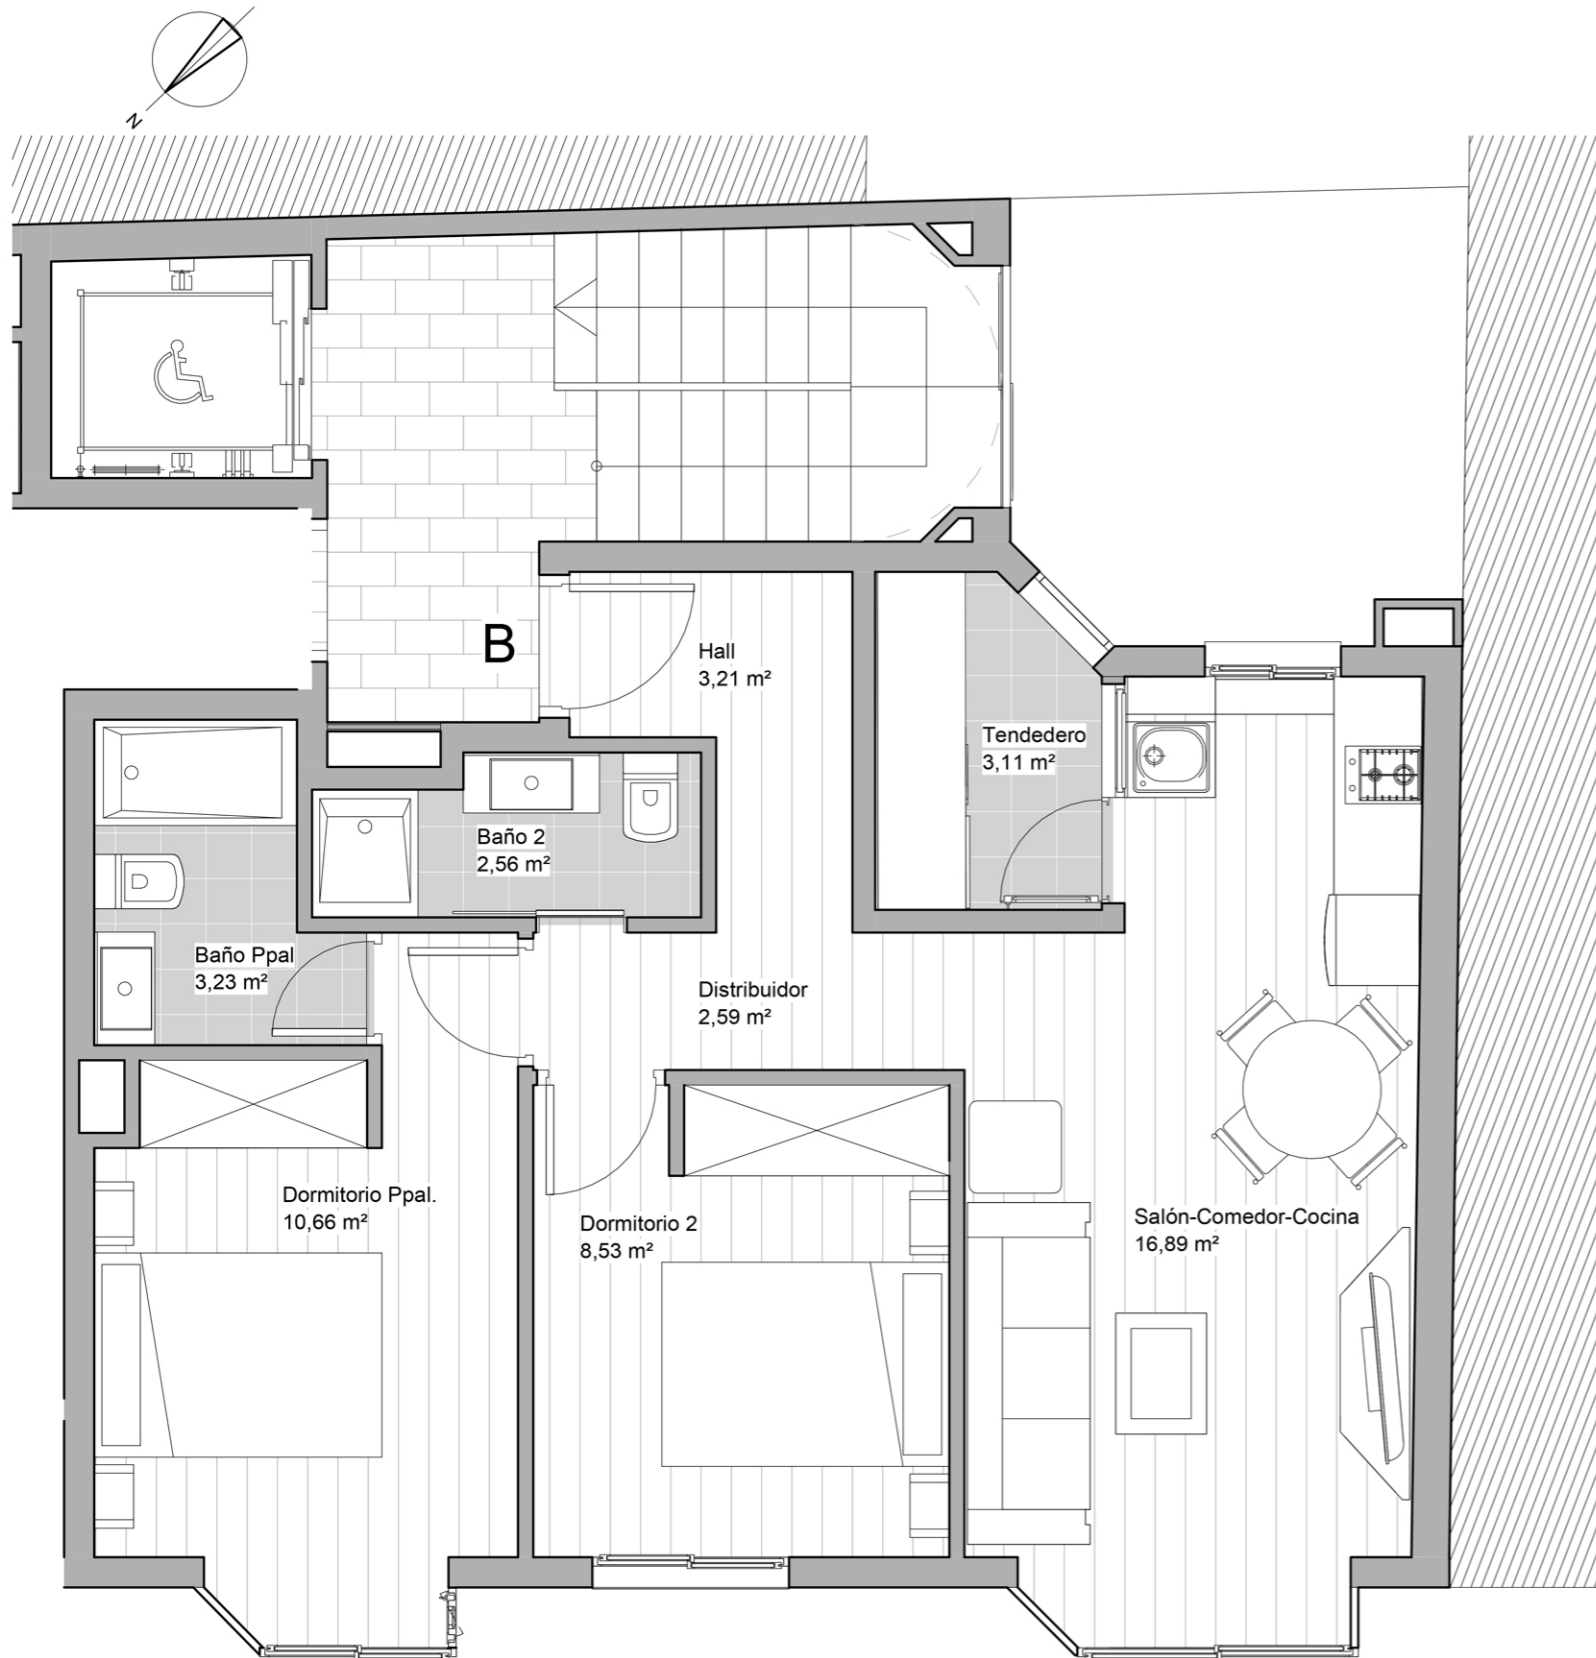 N
B
Hall
3,21 m²
Tendedero
3,11 m²
Baño 2
2,56 m²
Baño Ppal
3,23 m²
Distribuidor
2,59 m²
Dormitorio Ppal.
10,66 m²
Dormitorio 2
8,53 m²
Salón-Comedor-Cocina
16,89 m²